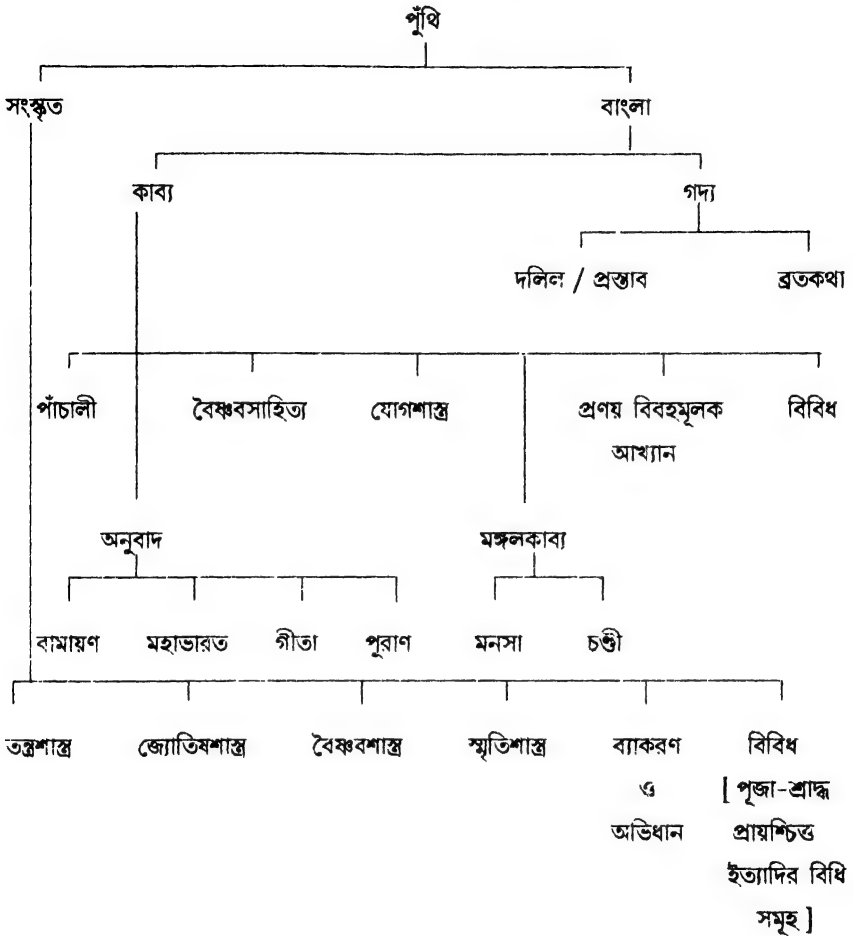 পুঁথি
সংস্কৃত বাংলা
কাব্য গদ্য
দলিল / প্রস্তাব ব্রতকথা
পাঁচালী বৈষ্ণবসাহিত্য যোগশাস্ত্র প্রণয় বিবহমূলক বিবিধ
আখ্যান
অনুবাদ মঙ্গলকাব্য
বামায়ণ মহাভারত গীতা পুরাণ মনসা চণ্ডী
তন্ত্রশাস্ত্র জ্যোতিষশাস্ত্র বৈষ্ণবশাস্ত্র স্মৃতিশাস্ত্র ব্যাকরণ বিবিধ
ও [ পূজা-শ্রাদ্ধ
অভিধান প্রায়শ্চিত্ত
ইত্যাদির বিধি
সমূহ ]